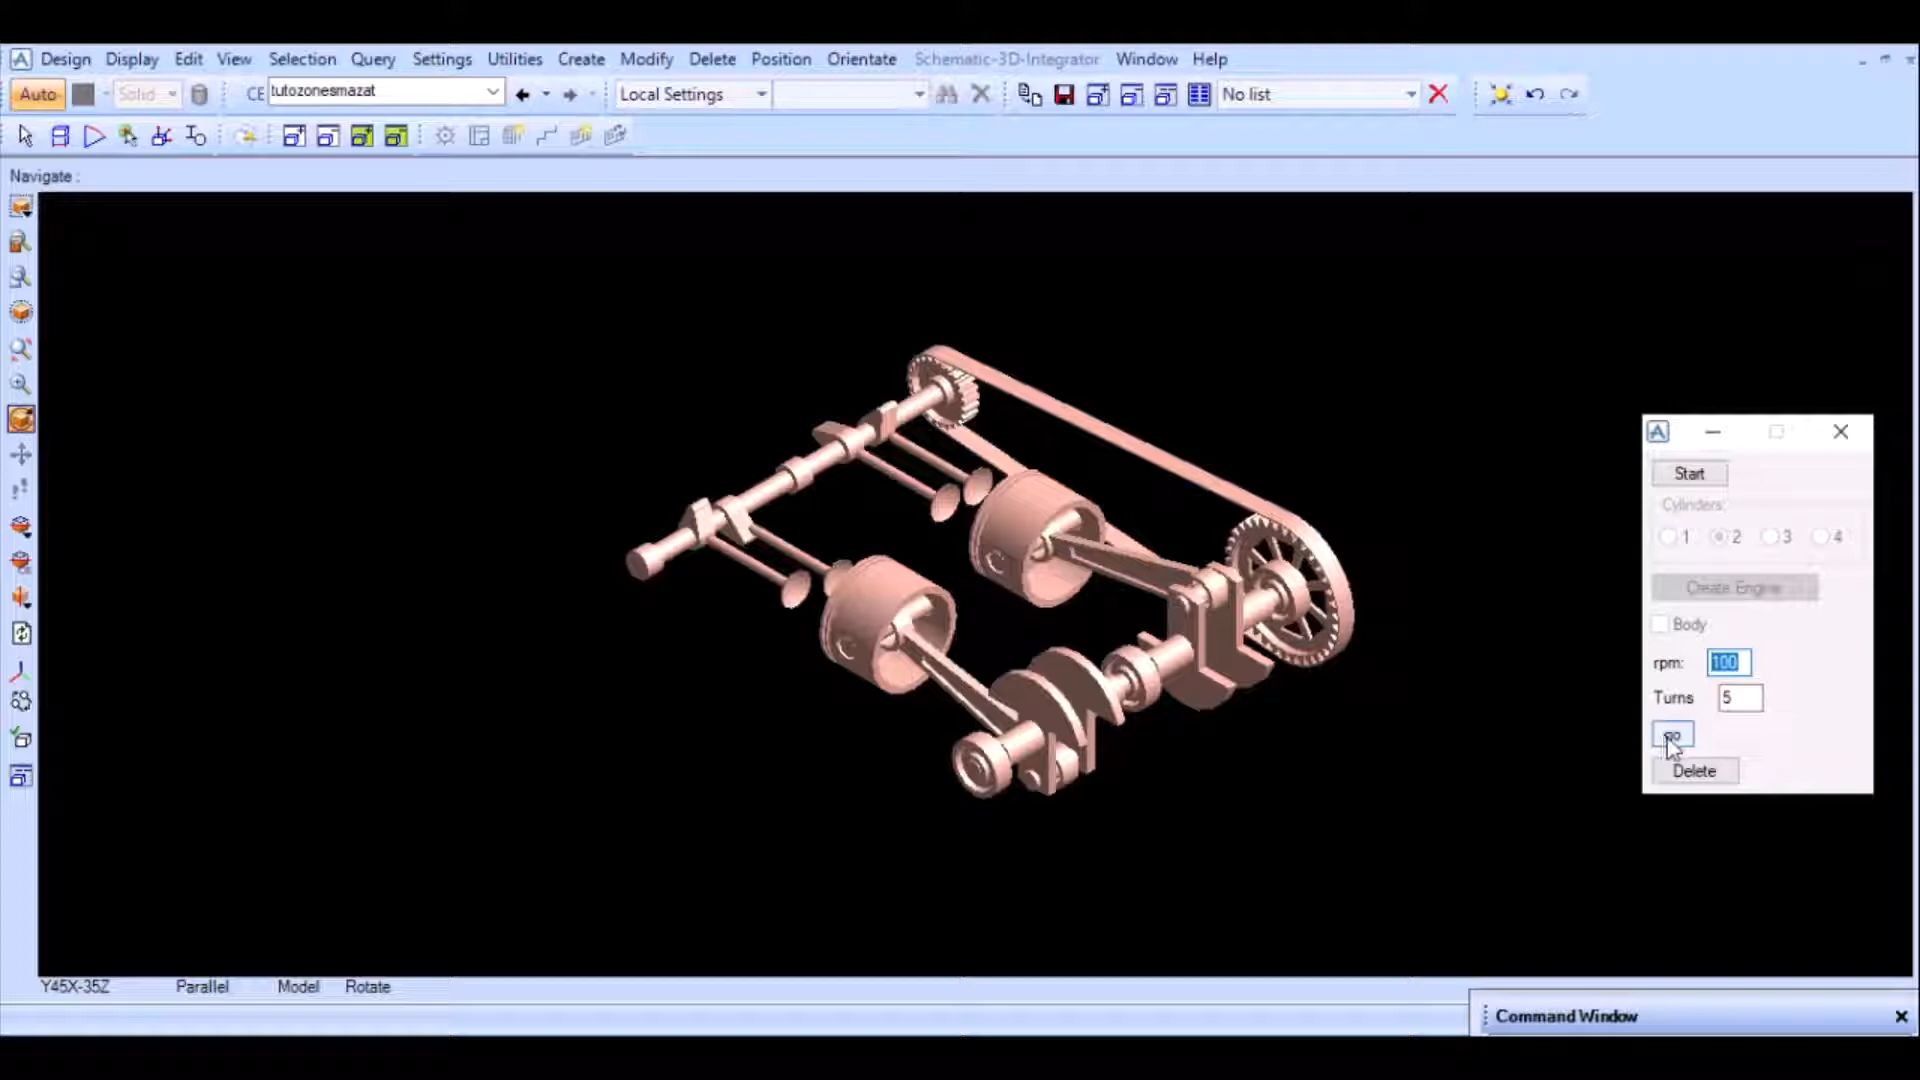 Design Display Edit View Selection Query Settings Utilities Create Modify Delete Position Orientate Schematic-3D-Integrator Window Help
Auto Solid CE tutozonesmazat Local Settings No list
Navigate :
Start
Cylinders:
1 2 3 4
Create Engine
Body
rpm: 100
Turns 5
go
Delete
Y45X-35Z Parallel Model Rotate
Command Window